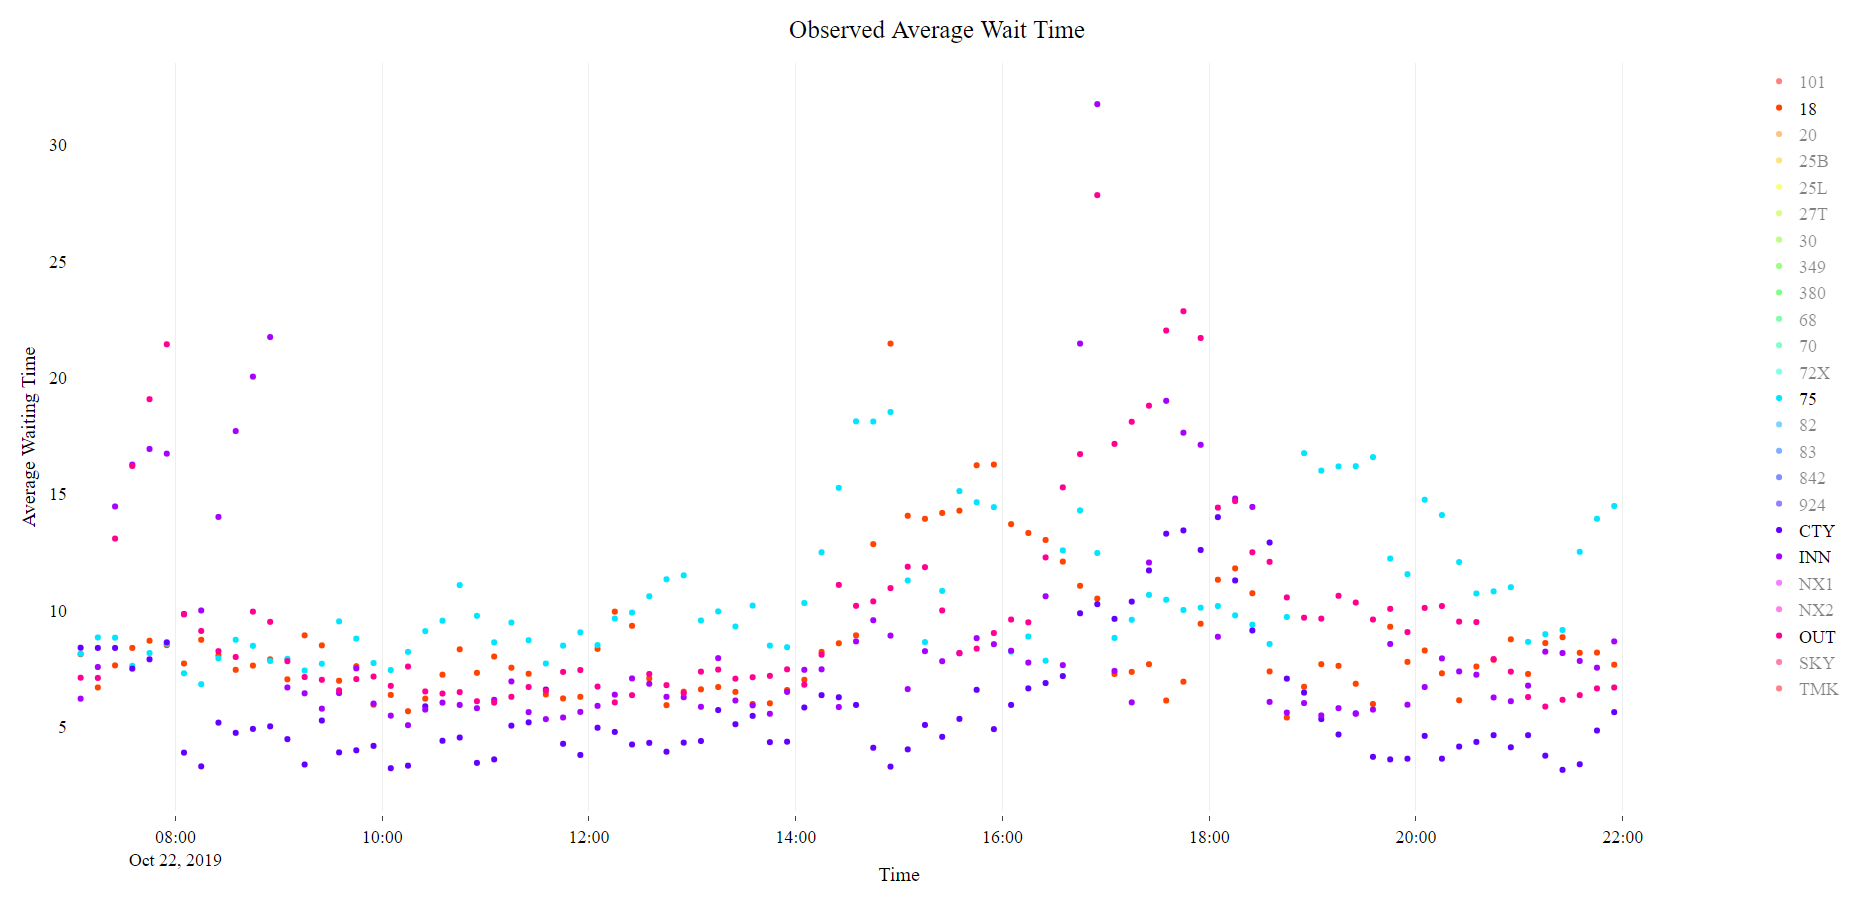 Observed Average Wait Time
Average Waiting Time
30
25
20
15
10
5
08:00
10:00
12:00
14:00
16:00
18:00
20:00
22:00
Oct 22, 2019
Time
101
18
20
25B
25L
27T
30
349
380
68
70
72X
75
82
83
842
924
CTY
INN
NX1
NX2
OUT
SKY
TMK